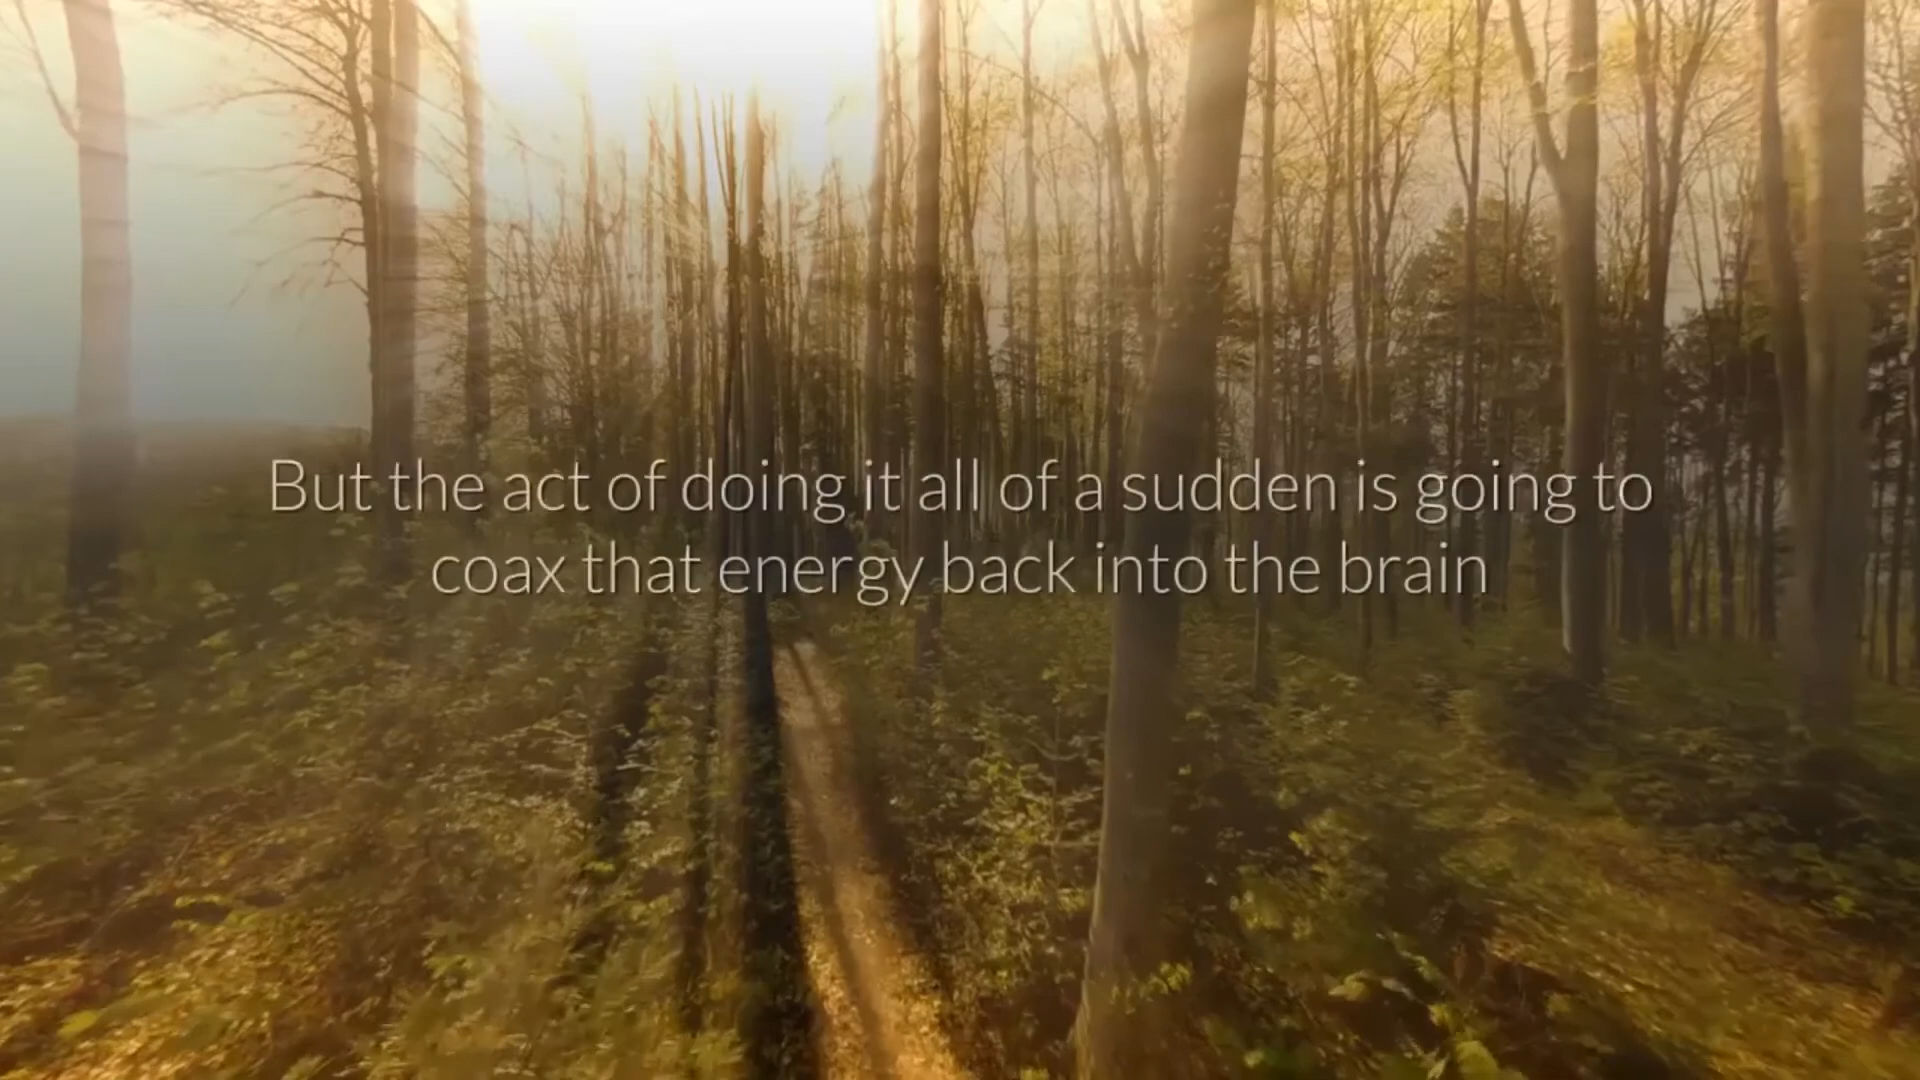 But the act of doing it all of a sudden is going to
coax that energy back into the brain